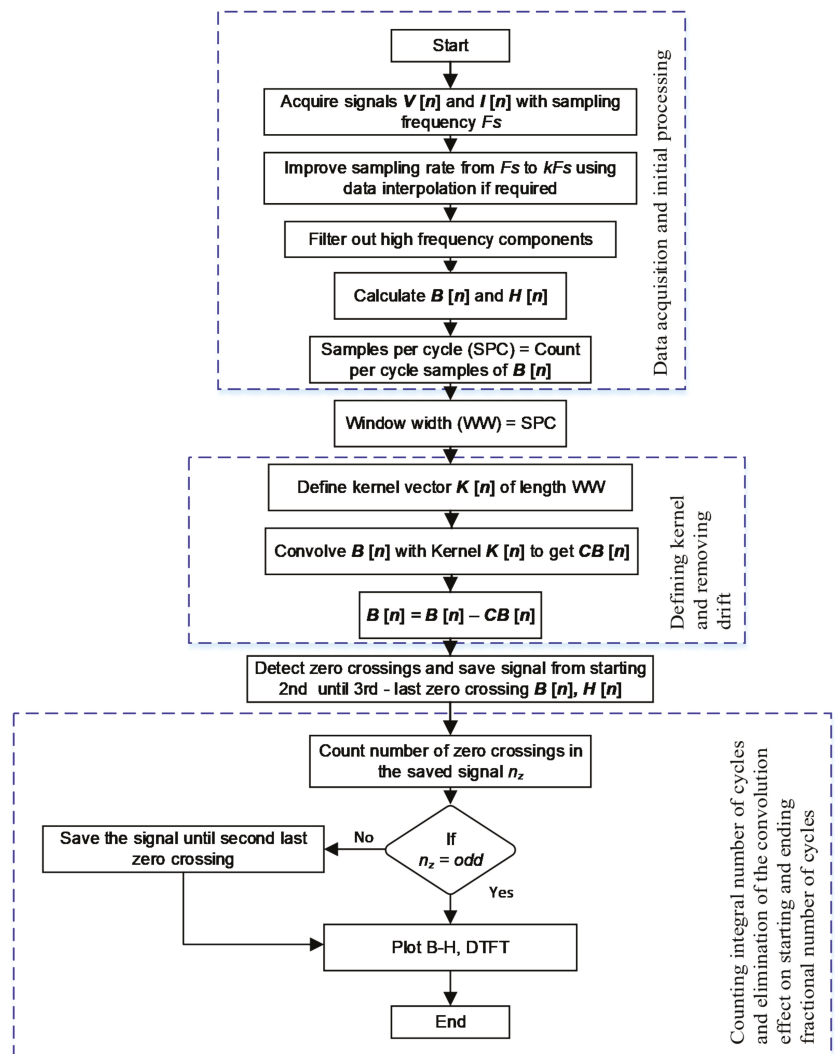 Start
Acquire signals V [n] and I [n] with sampling
frequency Fs
Improve sampling rate from Fs to kFs using
data interpolation if required
Filter out high frequency components
Calculate B [n] and H [n]
Samples per cycle (SPC) = Count
per cycle samples of B [n]
Data acquisition and initial processing
Window width (WW) = SPC
Define kernel vector K [n] of length WW
Convolve B [n] with Kernel K [n] to get CB [n]
B [n] = B [n] – CB [n]
Defining kernel
and removing
drift
Detect zero crossings and save signal from starting
2nd until 3rd - last zero crossing B [n], H [n]
Count number of zero crossings in
the saved signal nz
If
nz = odd
No
Yes
Save the signal until second last
zero crossing
Plot B-H, DTFT
End
Counting integral number of cycles
and elimination of the convolution
effect on starting and ending
fractional number of cycles